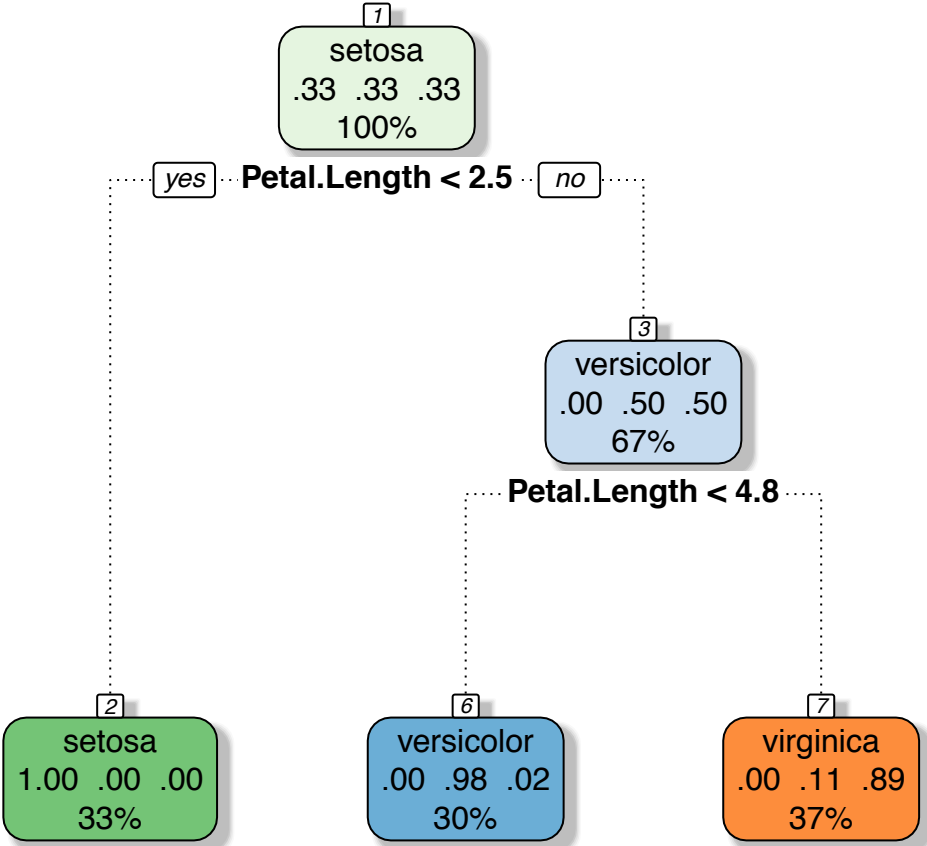 1
setosa
.33 .33 .33
100%
yes Petal.Length < 2.5 no
3
versicolor
.00 .50 .50
67%
Petal.Length < 4.8
2
setosa
1.00 .00 .00
33%
6
versicolor
.00 .98 .02
30%
7
virginica
.00 .11 .89
37%